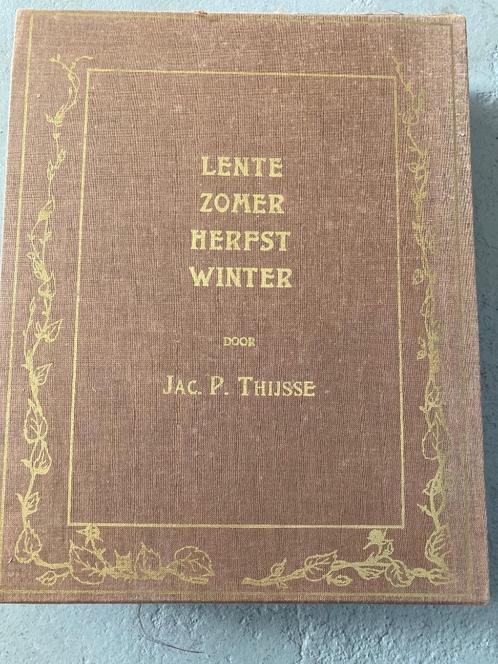 LENTE
ZOMER
HERFST
WINTER
DOOR
JAC. P. THIJSSE